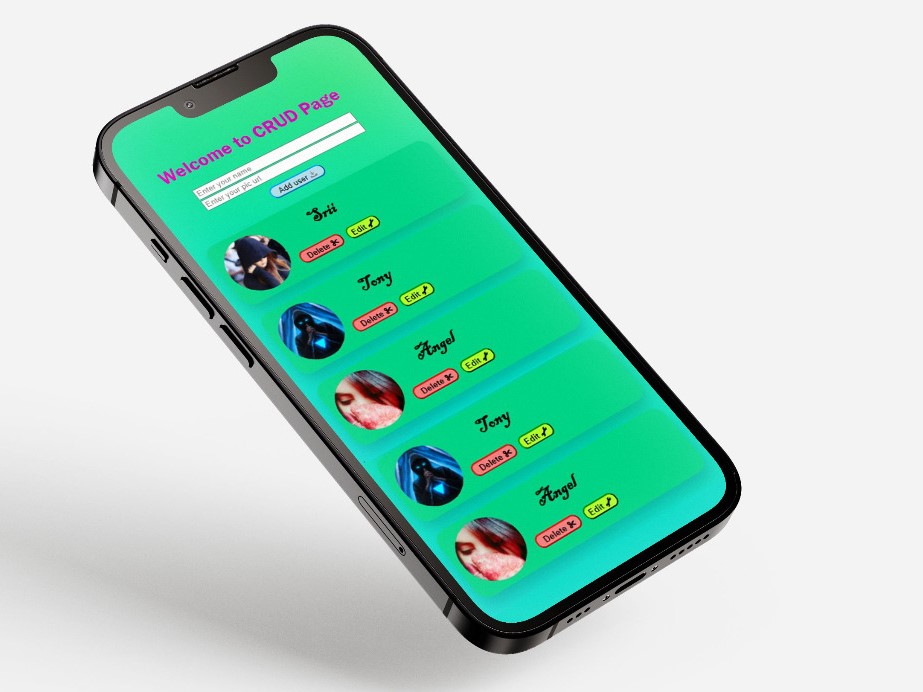 Welcome to CRUD Page
Enter your name
Enter your pic url
Add user
Srii
Delete Edit
Tony
Delete Edit
Angel
Delete Edit
Tony
Delete Edit
Angel
Delete Edit